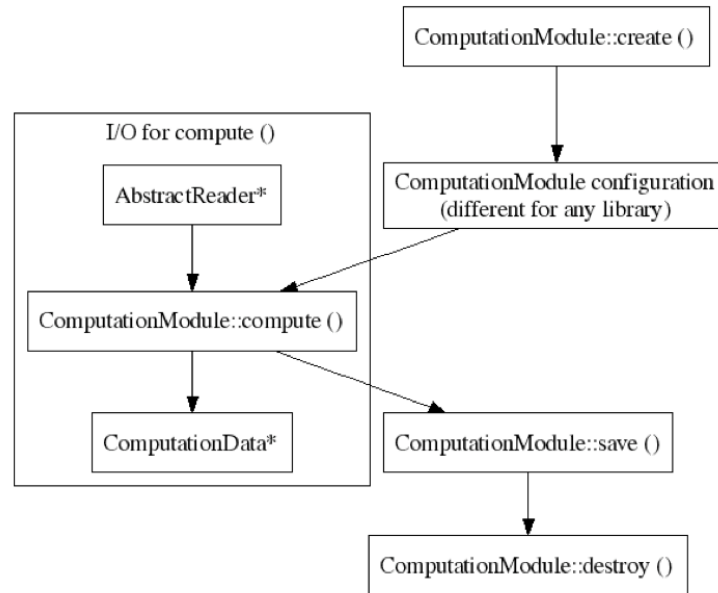 ComputationModule::create ()
I/O for compute ()
AbstractReader*
ComputationModule configuration
(different for any library)
ComputationModule::compute ()
ComputationData*
ComputationModule::save ()
ComputationModule::destroy ()